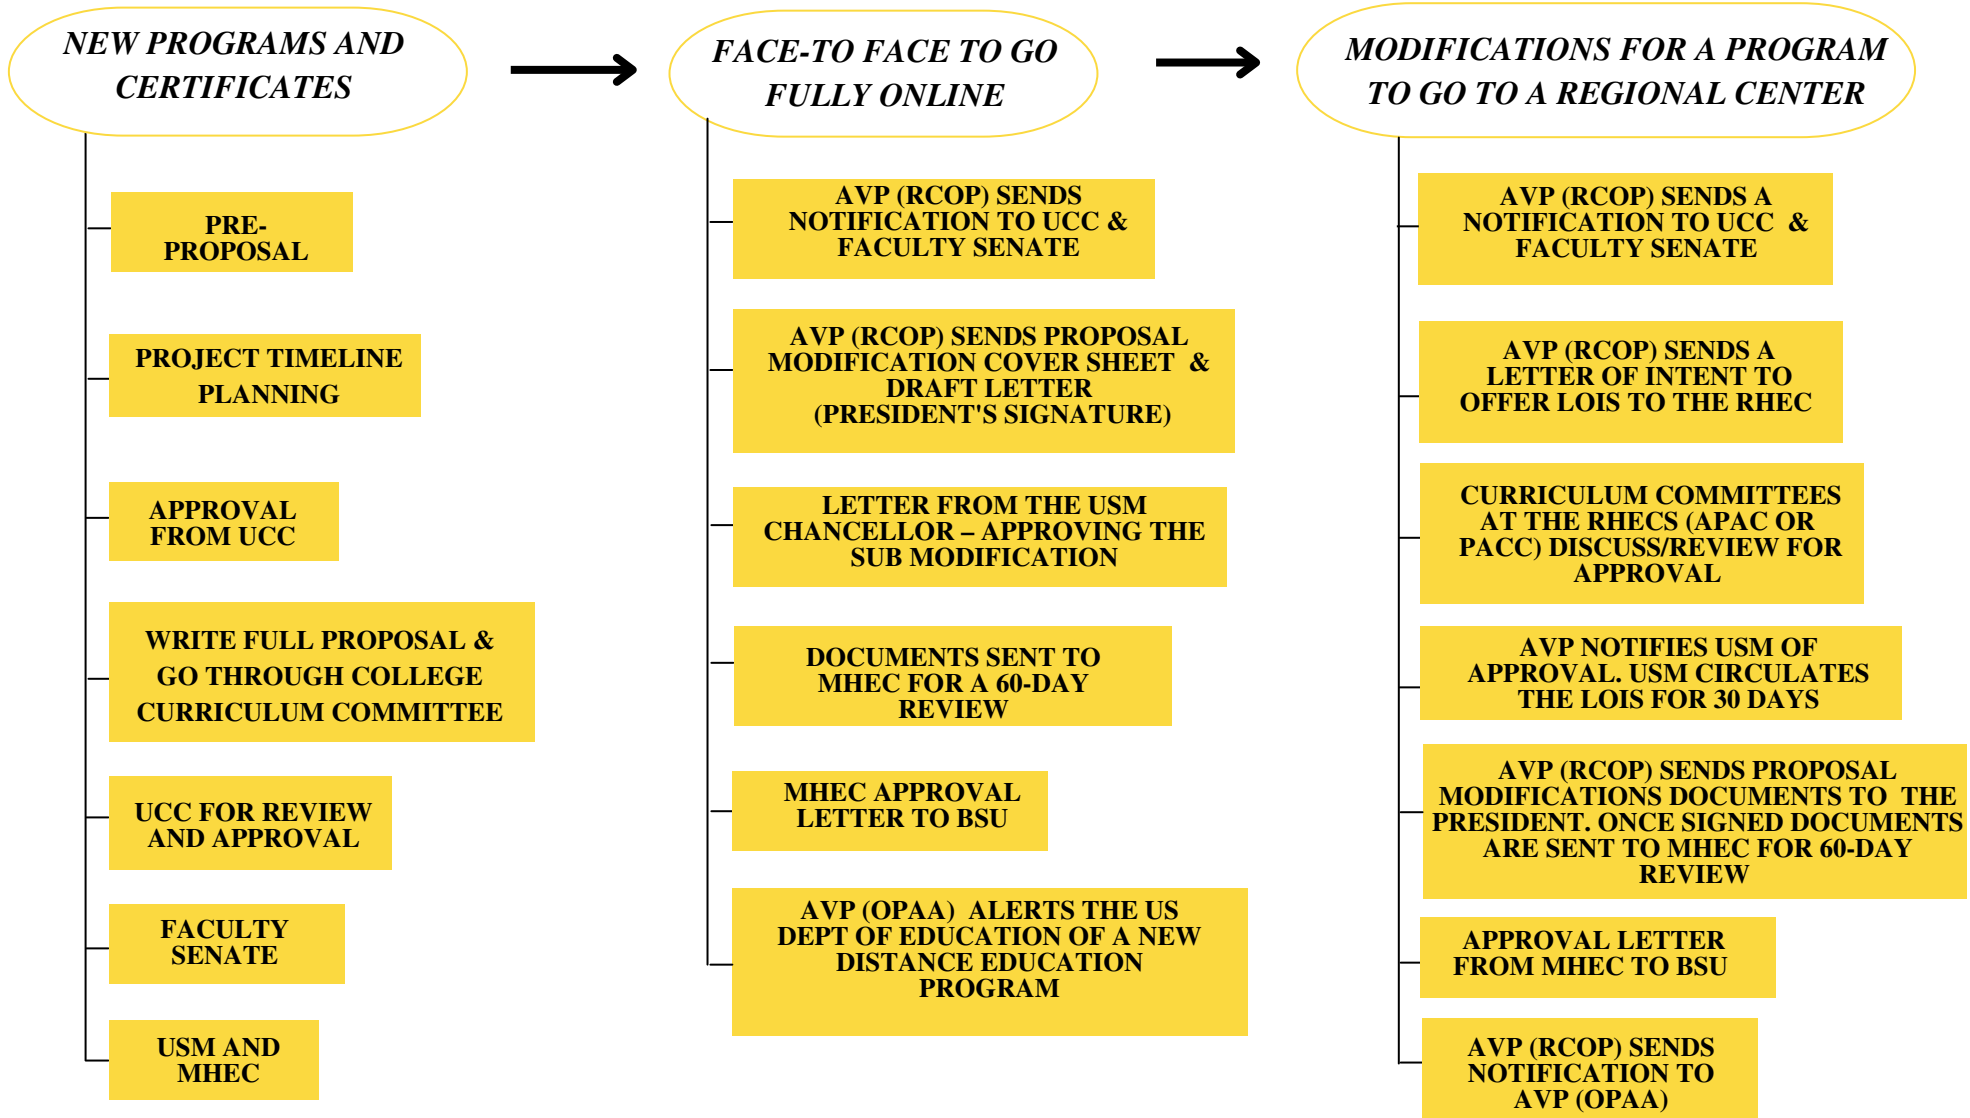 NEW PROGRAMS AND
CERTIFICATES
PRE-
PROPOSAL
PROJECT TIMELINE
PLANNING
APPROVAL
FROM UCC
WRITE FULL PROPOSAL &
GO THROUGH COLLEGE
CURRICULUM COMMITTEE
UCC FOR REVIEW
AND APPROVAL
FACULTY
SENATE
USM AND
MHEC
FACE-TO FACE TO GO
FULLY ONLINE
AVP (RCOP) SENDS
NOTIFICATION TO UCC &
FACULTY SENATE
AVP (RCOP) SENDS PROPOSAL
MODIFICATION COVER SHEET &
DRAFT LETTER
(PRESIDENT'S SIGNATURE)
LETTER FROM THE USM
CHANCELLOR – APPROVING THE
SUB MODIFICATION
DOCUMENTS SENT TO
MHEC FOR A 60-DAY
REVIEW
MHEC APPROVAL
LETTER TO BSU
AVP (OPAA) ALERTS THE US
DEPT OF EDUCATION OF A NEW
DISTANCE EDUCATION
PROGRAM
MODIFICATIONS FOR A PROGRAM
TO GO TO A REGIONAL CENTER
AVP (RCOP) SENDS A
NOTIFICATION TO UCC &
FACULTY SENATE
AVP (RCOP) SENDS A
LETTER OF INTENT TO
OFFER LOIS TO THE RHEC
CURRICULUM COMMITTEES
AT THE RHECS (APAC OR
PACC) DISCUSS/REVIEW FOR
APPROVAL
AVP NOTIFIES USM OF
APPROVAL. USM CIRCULATES
THE LOIS FOR 30 DAYS
AVP (RCOP) SENDS PROPOSAL
MODIFICATIONS DOCUMENTS TO THE
PRESIDENT. ONCE SIGNED DOCUMENTS
ARE SENT TO MHEC FOR 60-DAY
REVIEW
APPROVAL LETTER
FROM MHEC TO BSU
AVP (RCOP) SENDS
NOTIFICATION TO
AVP (OPAA)